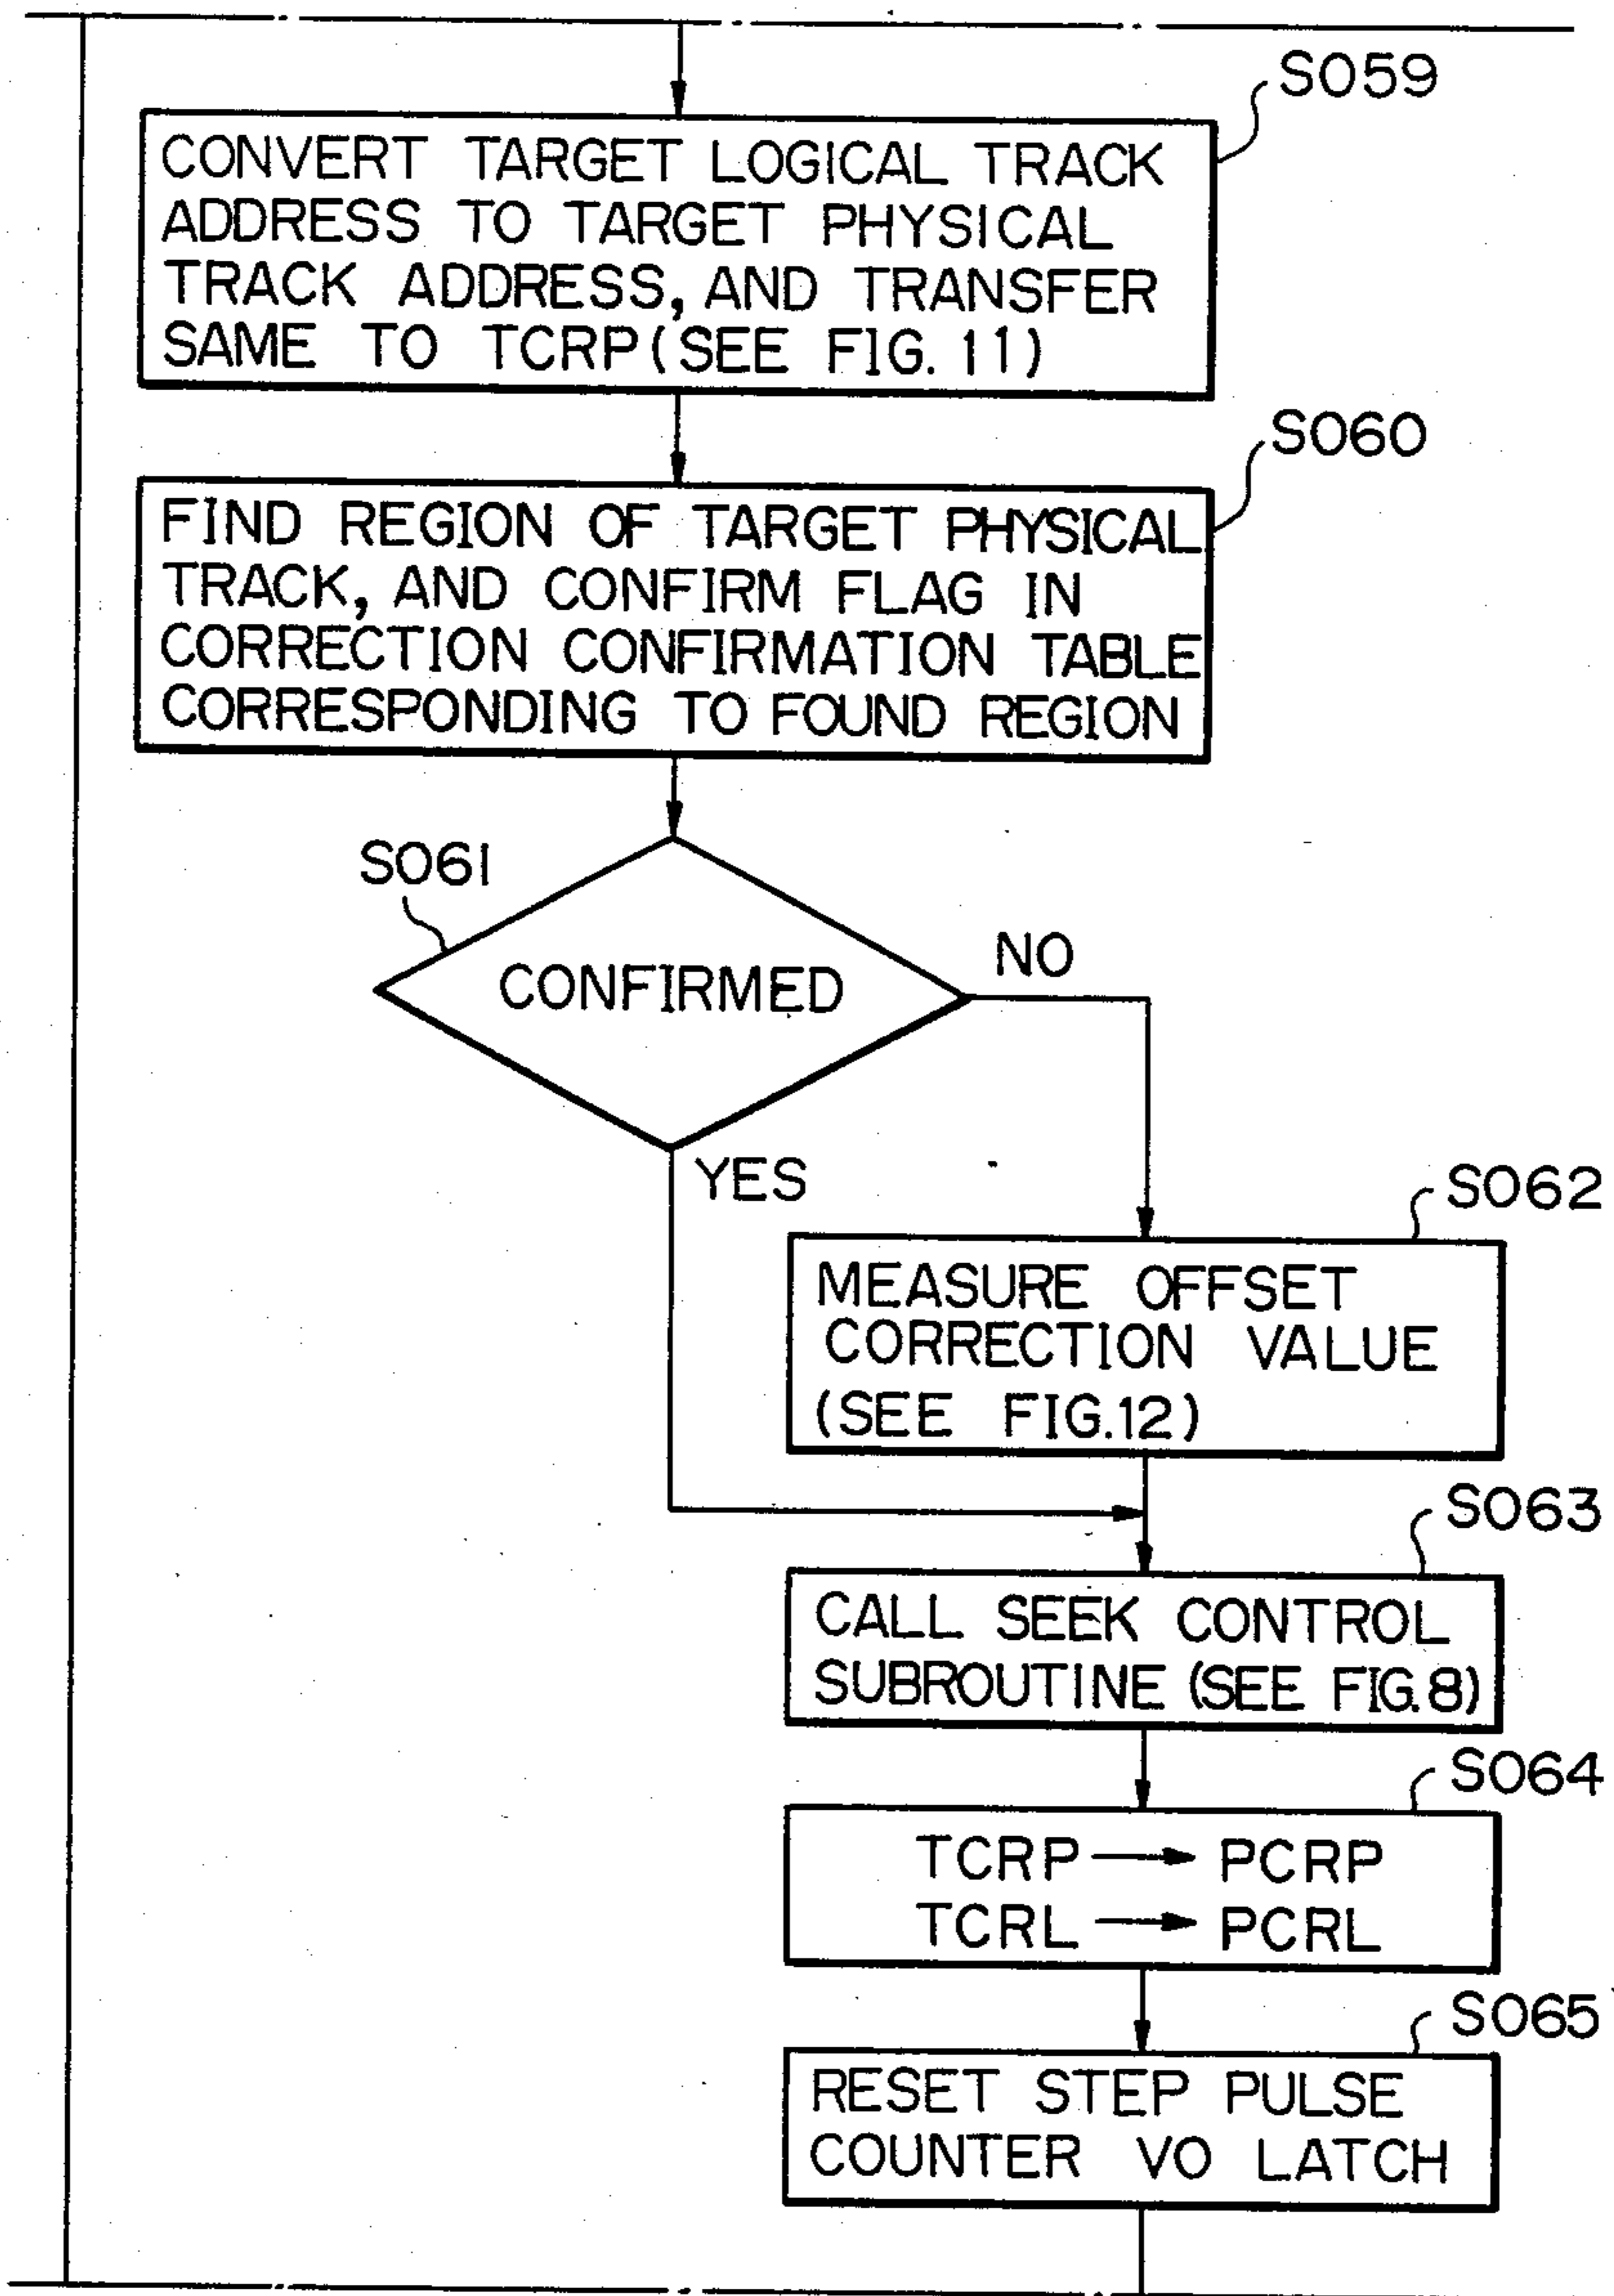 S059
CONVERT TARGET LOGICAL TRACK
ADDRESS TO TARGET PHYSICAL
TRACK ADDRESS, AND TRANSFER
SAME TO TCRP (SEE FIG. 11)
S060
FIND REGION OF TARGET PHYSICAL
TRACK, AND CONFIRM FLAG IN
CORRECTION CONFIRMATION TABLE
CORRESPONDING TO FOUND REGION
S061
CONFIRMED
NO
YES
S062
MEASURE OFFSET
CORRECTION VALUE
(SEE FIG.12)
S063
CALL SEEK CONTROL
SUBROUTINE (SEE FIG.8)
S064
TCRP → PCRP
TCRL → PCRL
S065
RESET STEP PULSE
COUNTER VO LATCH